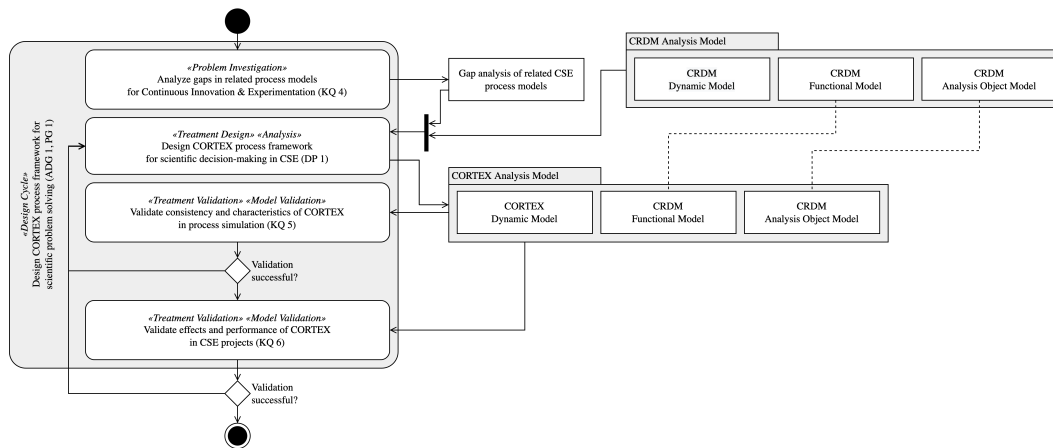 «Design Cycle»
Design CORTEX process framework for
scientific problem solving (ADG 1, PG 1)
«Problem Investigation»
Analyze gaps in related process models
for Continuous Innovation & Experimentation (KQ 4)
Gap analysis of related CSE
process models
CRDM Analysis Model
CRDM
Dynamic Model
CRDM
Functional Model
CRDM
Analysis Object Model
«Treatment Design» «Analysis»
Design CORTEX process framework
for scientific decision-making in CSE (DP 1)
CORTEX Analysis Model
CORTEX
Dynamic Model
CRDM
Functional Model
CRDM
Analysis Object Model
«Treatment Validation» «Model Validation»
Validate consistency and characteristics of CORTEX
in process simulation (KQ 5)
Validation
successful?
«Treatment Validation» «Model Validation»
Validate effects and performance of CORTEX
in CSE projects (KQ 6)
Validation
successful?